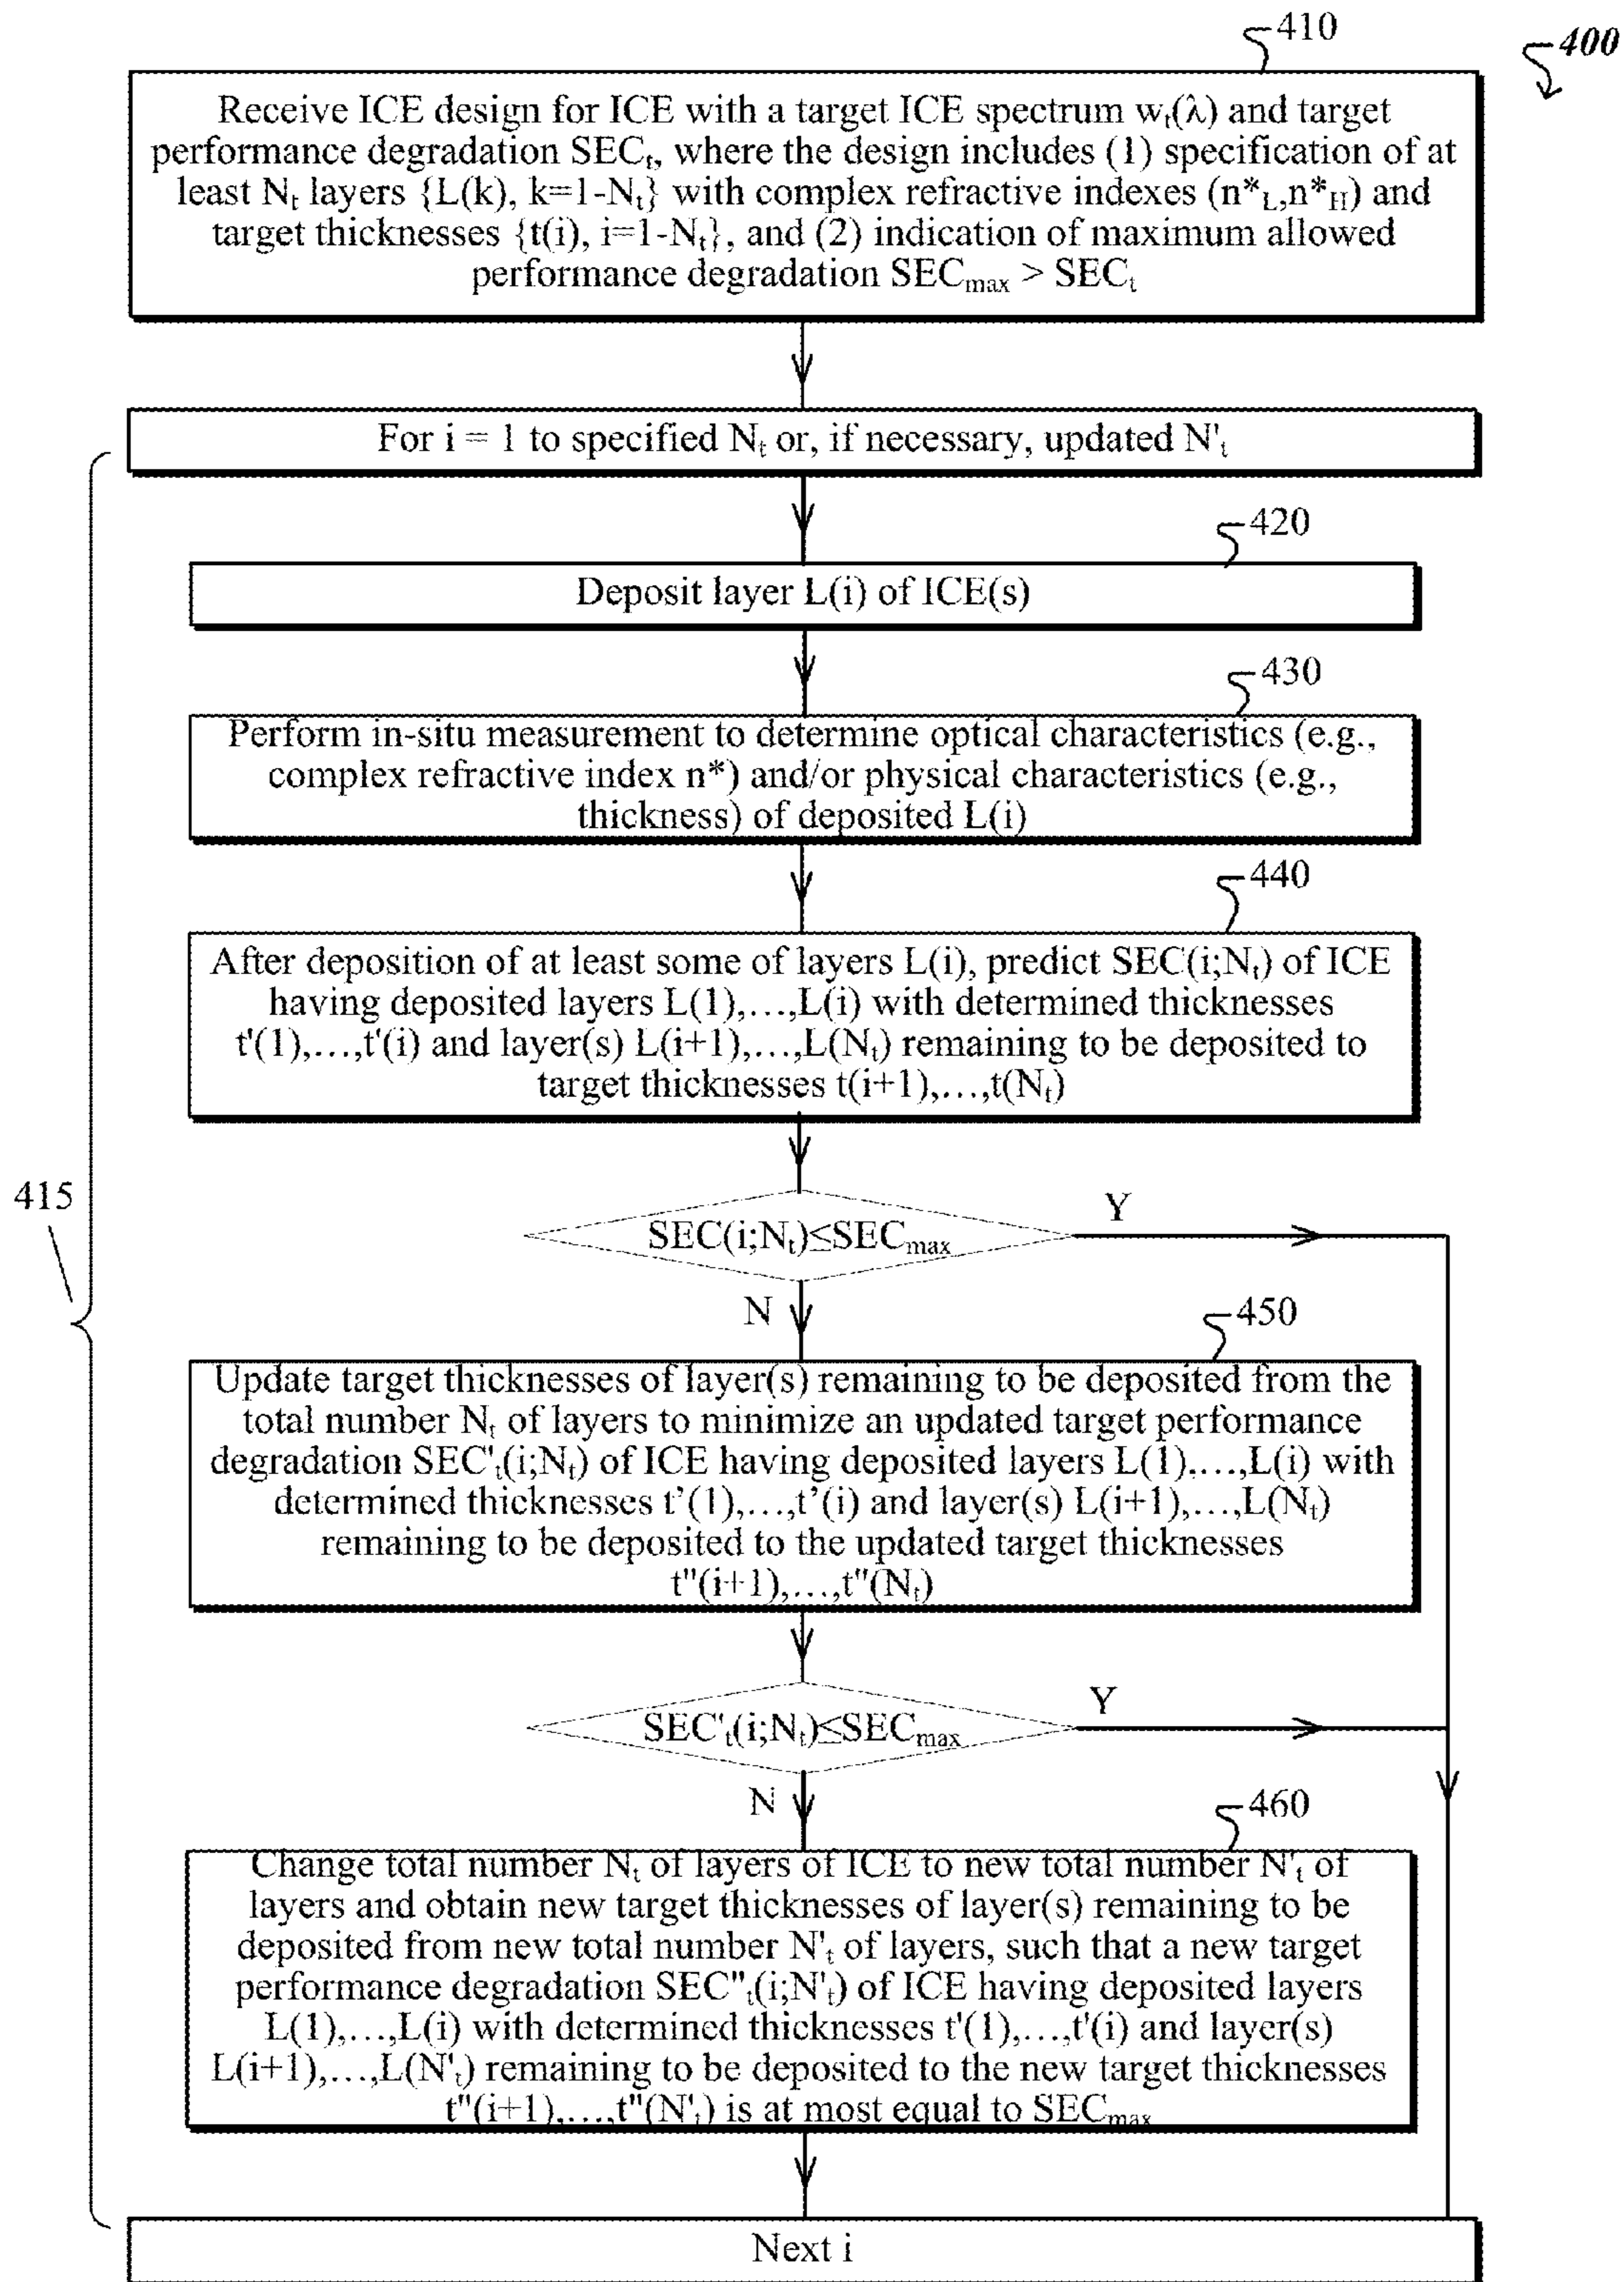 410
400
Receive ICE design for ICE with a target ICE spectrum wₜ(λ) and target
performance degradation SECₜ, where the design includes (1) specification of at
least Nₜ layers {L(k), k=1-Nₜ} with complex refractive indexes (n*_L,n*_H) and
target thicknesses {t(i), i=1-Nₜ}, and (2) indication of maximum allowed
performance degradation SECₘₐₓ > SECₜ
For i = 1 to specified Nₜ or, if necessary, updated N'ₜ
420
Deposit layer L(i) of ICE(s)
430
Perform in-situ measurement to determine optical characteristics (e.g.,
complex refractive index n*) and/or physical characteristics (e.g.,
thickness) of deposited L(i)
440
After deposition of at least some of layers L(i), predict SEC(i;Nₜ) of ICE
having deposited layers L(1),...,L(i) with determined thicknesses
t'(1),...,t'(i) and layer(s) L(i+1),...,L(Nₜ) remaining to be deposited to
target thicknesses t(i+1),...,t(Nₜ)
415
SEC(i;Nₜ)≤SECₘₐₓ
Y
N
450
Update target thicknesses of layer(s) remaining to be deposited from the
total number Nₜ of layers to minimize an updated target performance
degradation SEC'ₜ(i;Nₜ) of ICE having deposited layers L(1),...,L(i) with
determined thicknesses t’(1),...,t’(i) and layer(s) L(i+1),...,L(Nₜ)
remaining to be deposited to the updated target thicknesses
t"(i+1),...,t"(Nₜ)
SEC'ₜ(i;Nₜ)≤SECₘₐₓ
Y
N
460
Change total number Nₜ of layers of ICE to new total number N'ₜ of
layers and obtain new target thicknesses of layer(s) remaining to be
deposited from new total number N'ₜ of layers, such that a new target
performance degradation SEC"ₜ(i;N'ₜ) of ICE having deposited layers
L(1),...,L(i) with determined thicknesses t'(1),...,t'(i) and layer(s)
L(i+1),...,L(N'ₜ) remaining to be deposited to the new target thicknesses
t"(i+1),...,t"(N'ₜ) is at most equal to SECₘₐₓ
Next i